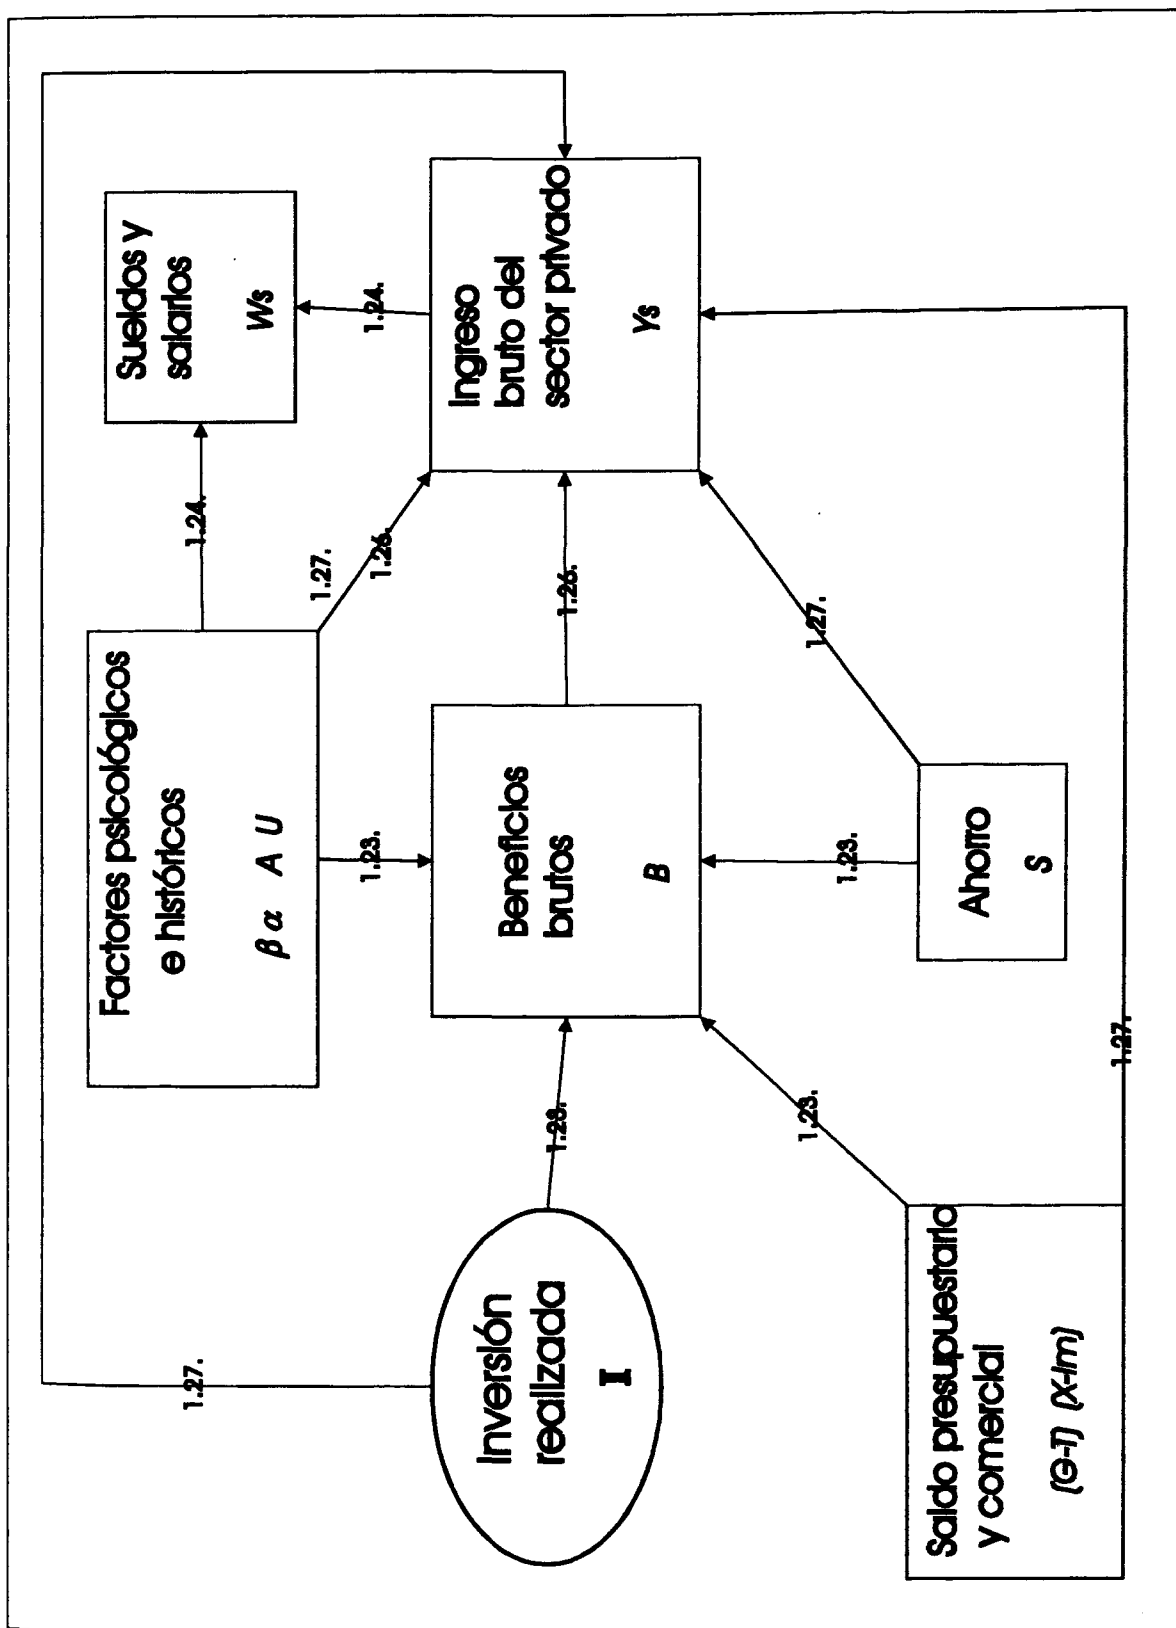 1.27.
Factores psicológicos
e históricos
β α A U
1.24.
Sueldos y
salarios
Ws
1.27.
1.26.
1.24.
1.23.
Inversión
realizada
I
1.23.
Beneficios
brutos
B
1.26.
Ingreso
bruto del
sector privado
Ys
1.23.
1.23.
1.27.
Saldo presupuestario
y comercial
(G-T) (X-Im)
Ahorro
S
1.27.